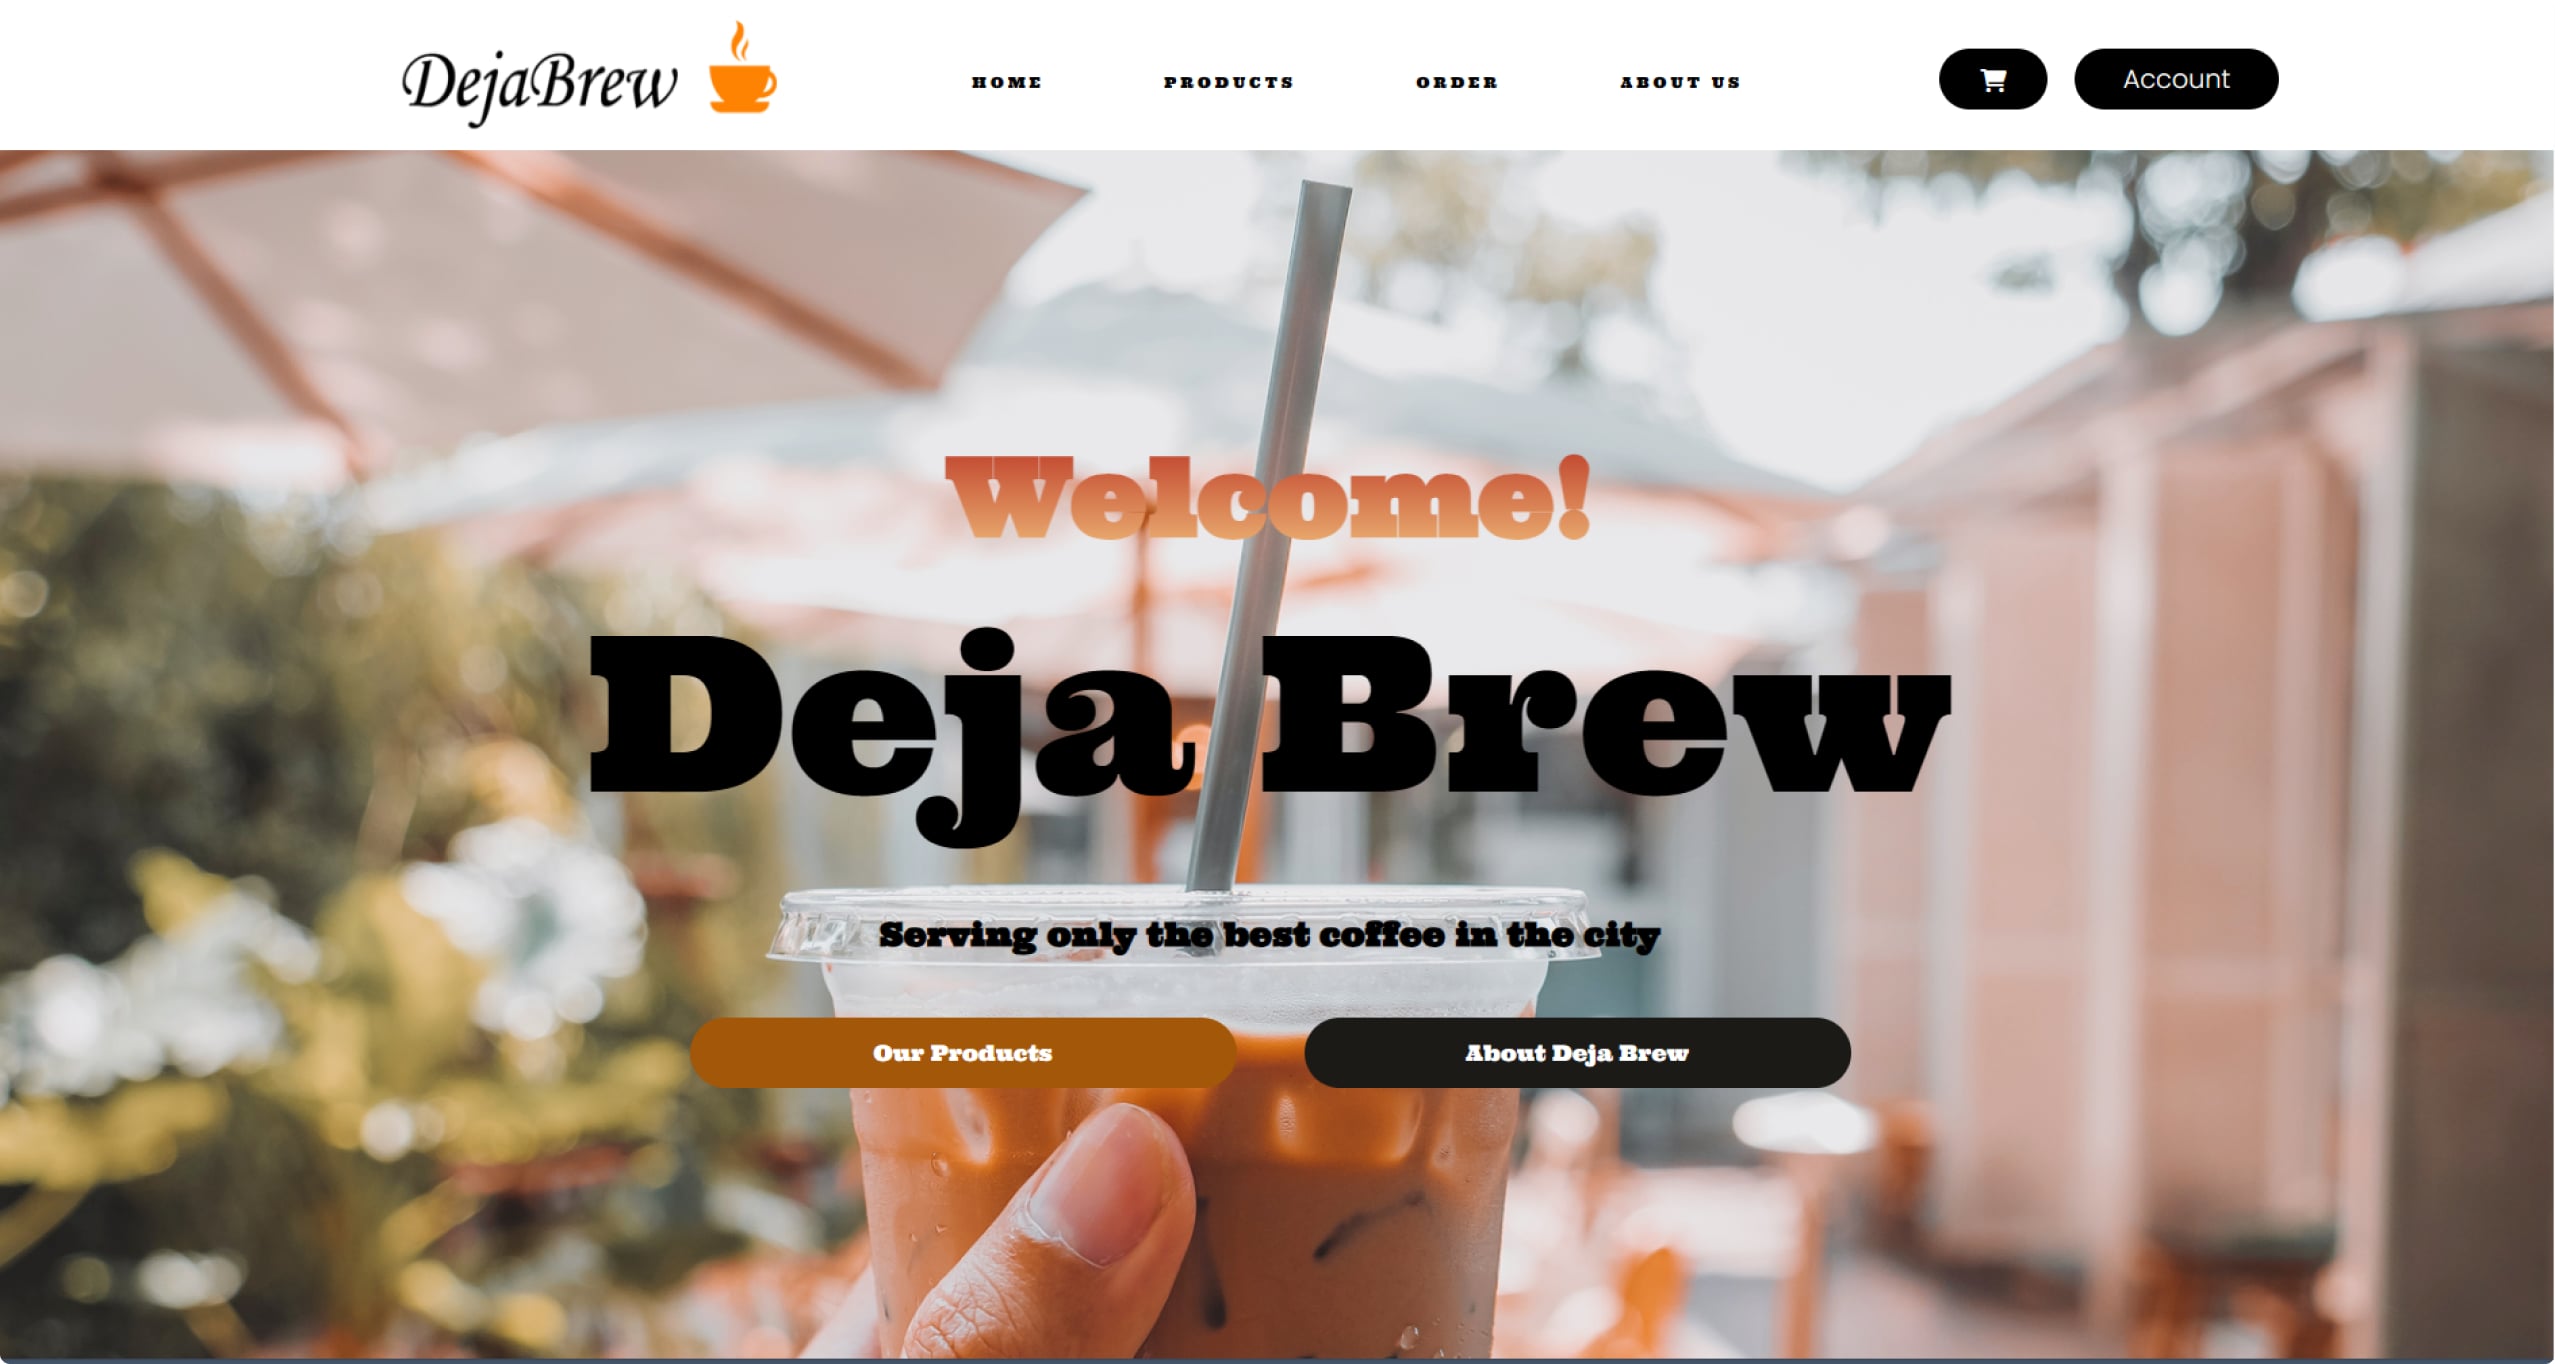 DejaBrew
HOME PRODUCTS ORDER ABOUT US Account
Welcome!
Deja Brew
Serving only the best coffee in the city
Our Products About Deja Brew